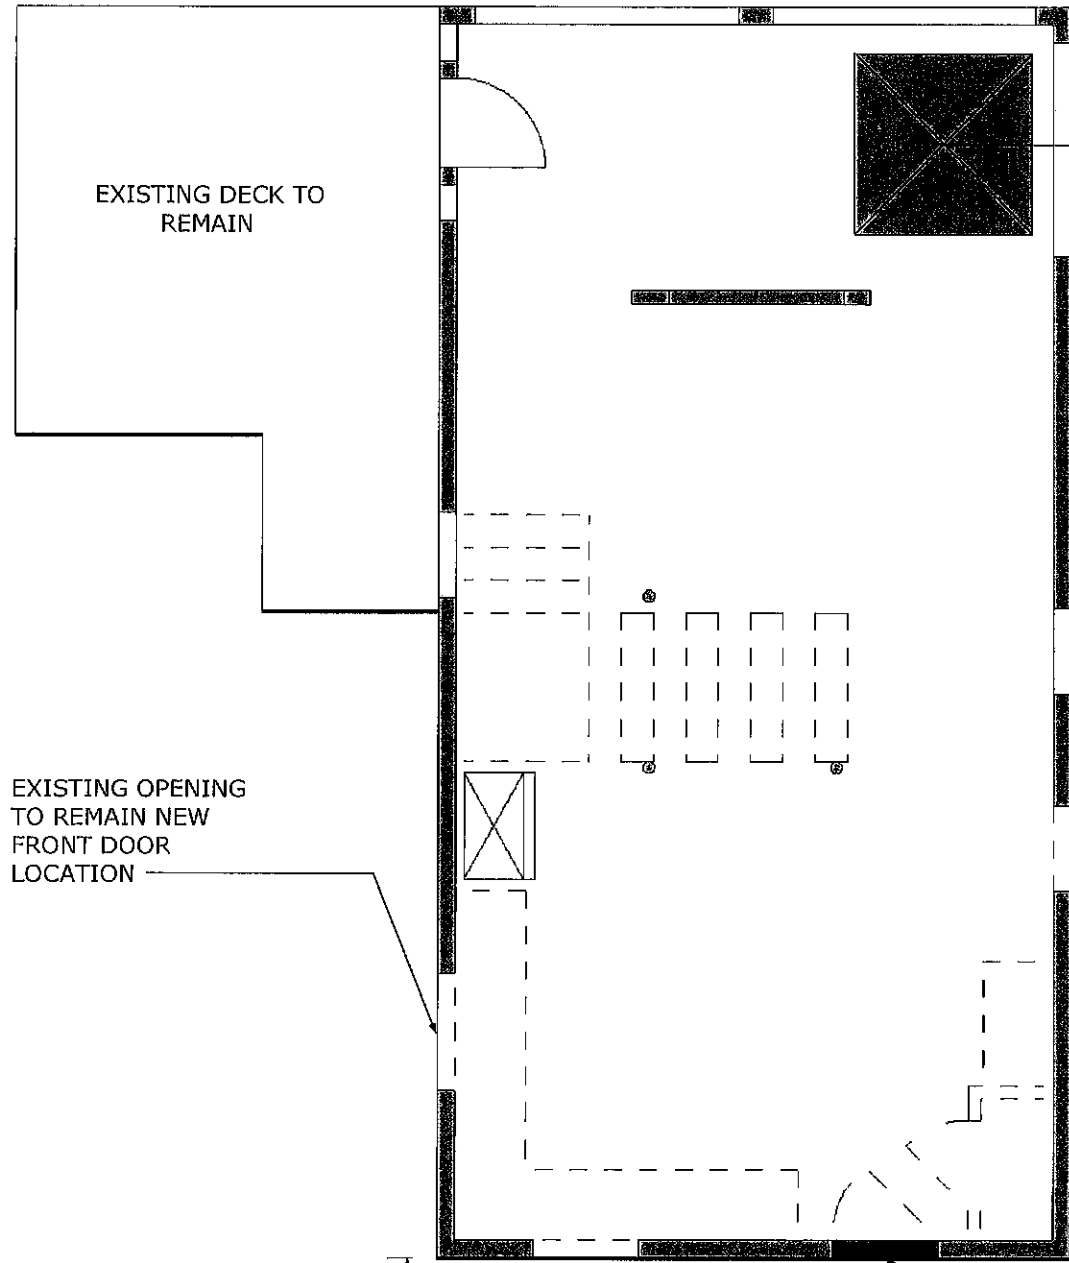 EXISTING DECK TO
REMAIN
EXISTING OPENING
TO REMAIN NEW
FRONT DOOR
LOCATION